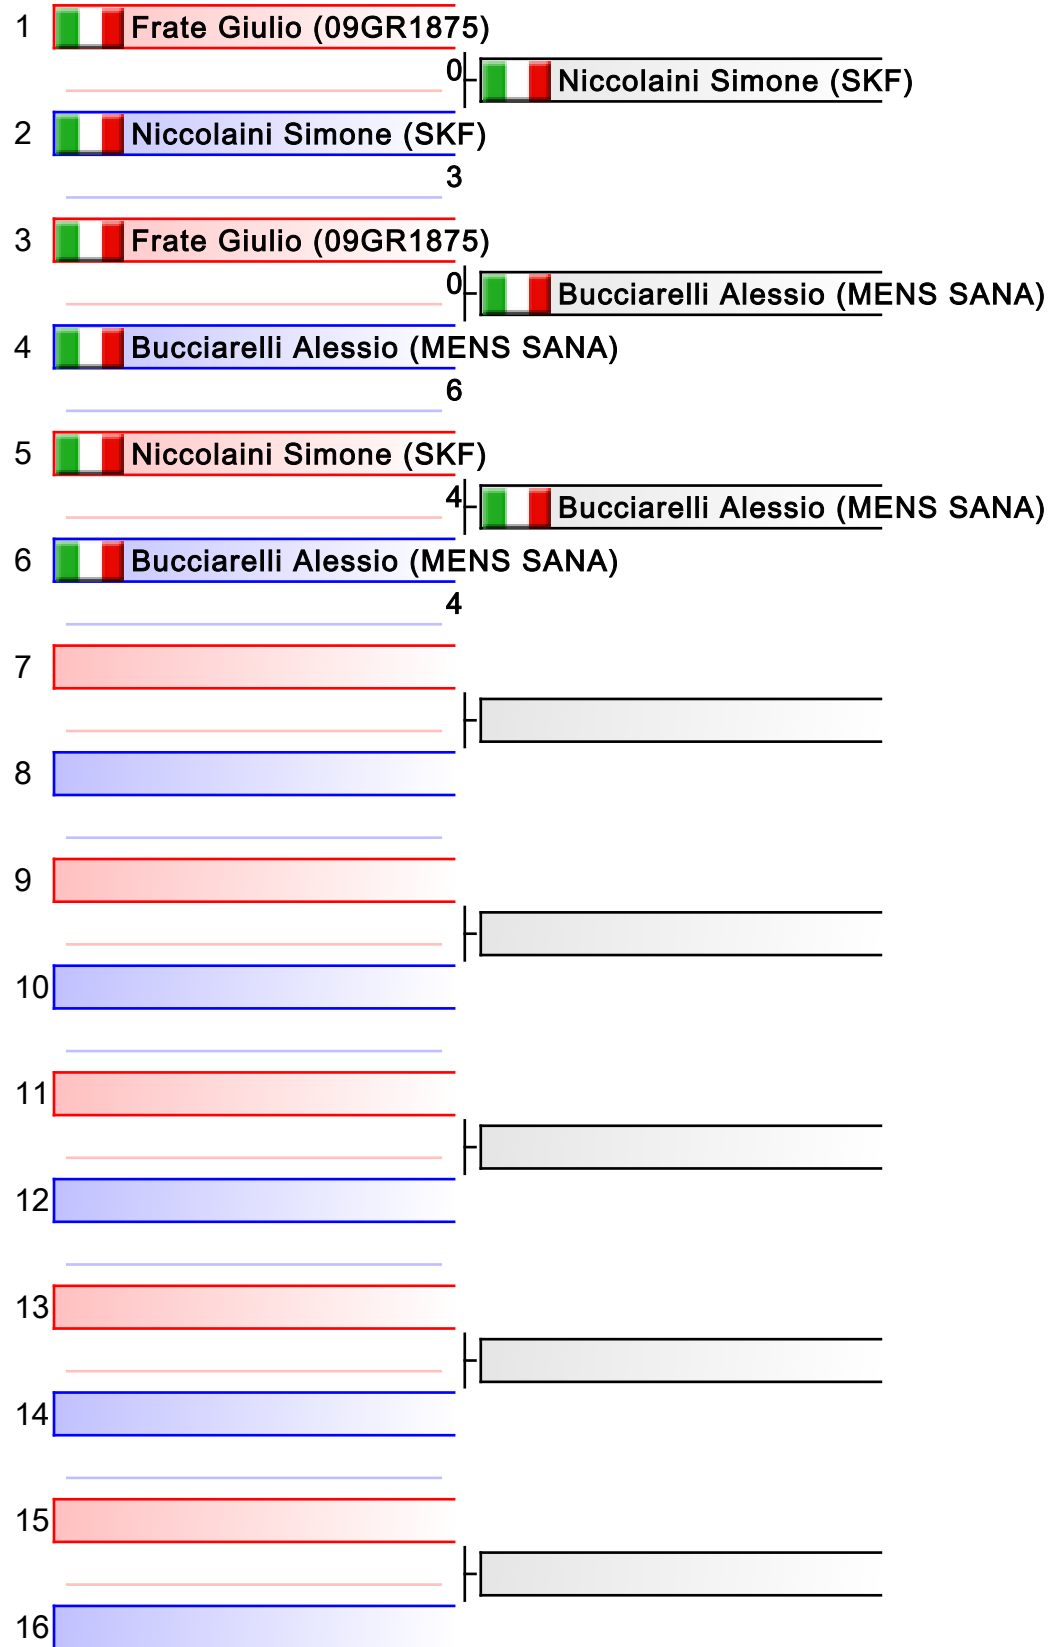 1 Frate Giulio (09GR1875)
0 Niccolaini Simone (SKF)
2 Niccolaini Simone (SKF)
3
3 Frate Giulio (09GR1875)
0 Bucciarelli Alessio (MENS SANA)
4 Bucciarelli Alessio (MENS SANA)
6
5 Niccolaini Simone (SKF)
4 Bucciarelli Alessio (MENS SANA)
6 Bucciarelli Alessio (MENS SANA)
4
7
8
9
10
11
12
13
14
15
16